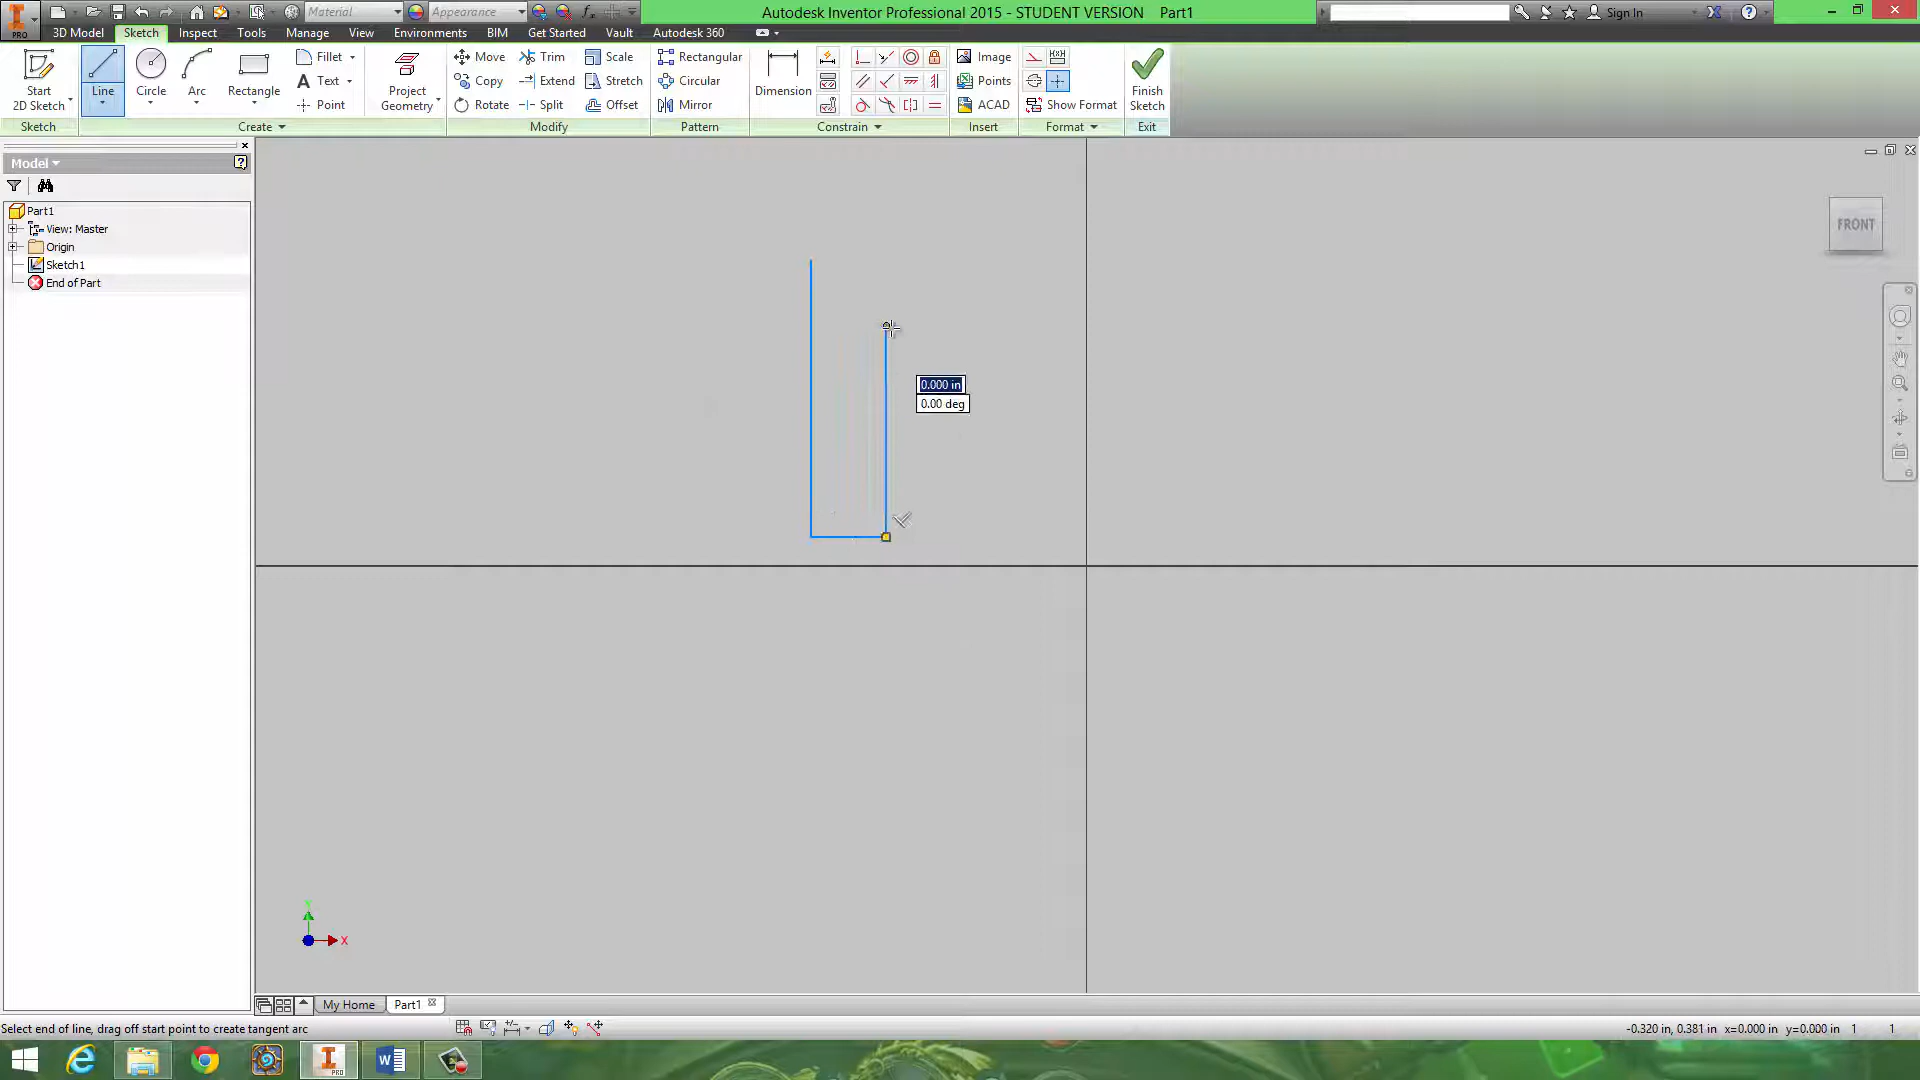 Material
Appearance
Autodesk Inventor Professional 2015 - STUDENT VERSION Part1
Sign In
PRO
3D Model
Sketch
Inspect
Tools
Manage
View
Environments
BIM
Get Started
Vault
Autodesk 360
Start
2D Sketch
Line
Circle
Arc
Rectangle
Fillet
Text
Point
Project
Geometry
Move
Copy
Rotate
Trim
Extend
Split
Scale
Stretch
Offset
Rectangular
Circular
Mirror
Dimension
Image
Points
ACAD
Show Format
Finish
Sketch
Sketch
Create
Modify
Pattern
Constrain
Insert
Format
Exit
Model
Part1
View: Master
Origin
Sketch1
End of Part
FRONT
0.000 in
0.00 deg
Y
X
My Home
Part1
Select end of line, drag off start point to create tangent arc
-0.320 in, 0.381 in x=0.000 in y=0.000 in 1 1
PRO